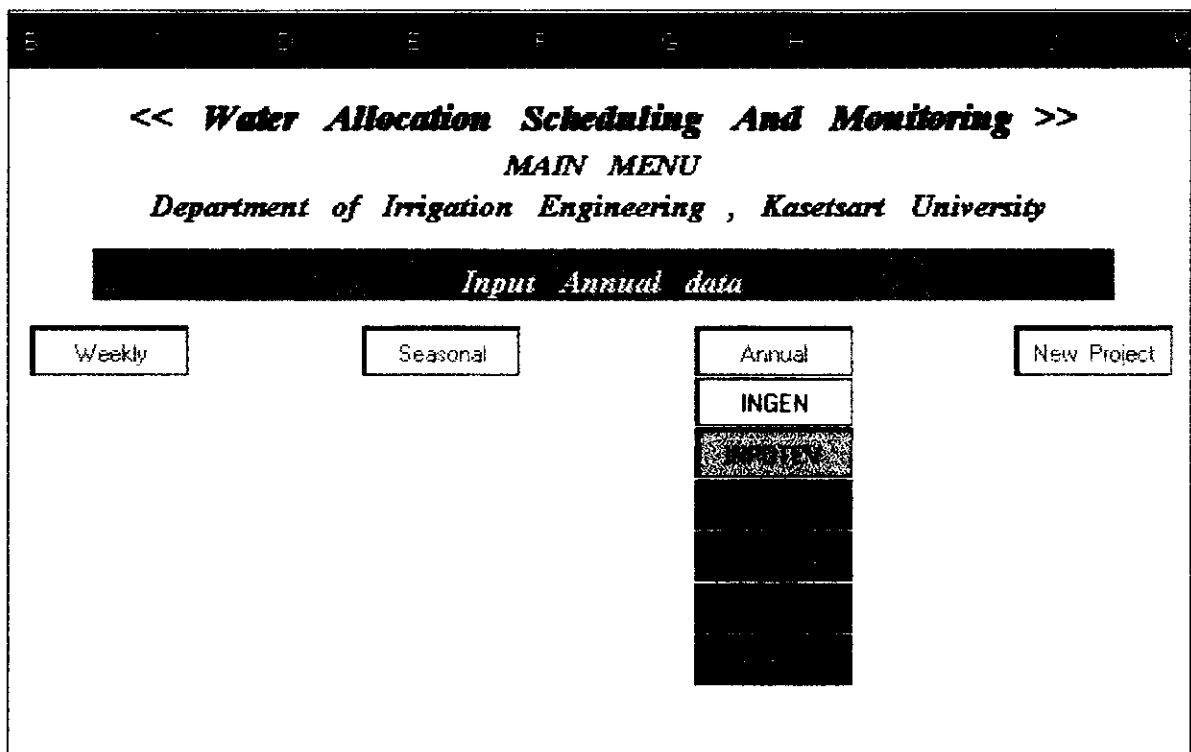 B D E F G H J K
<< Water Allocation Scheduling And Monitoring >>
MAIN MENU
Department of Irrigation Engineering , Kasetsart University
Input Annual data
Weekly Seasonal Annual New Project
INGEN
INPOTEN